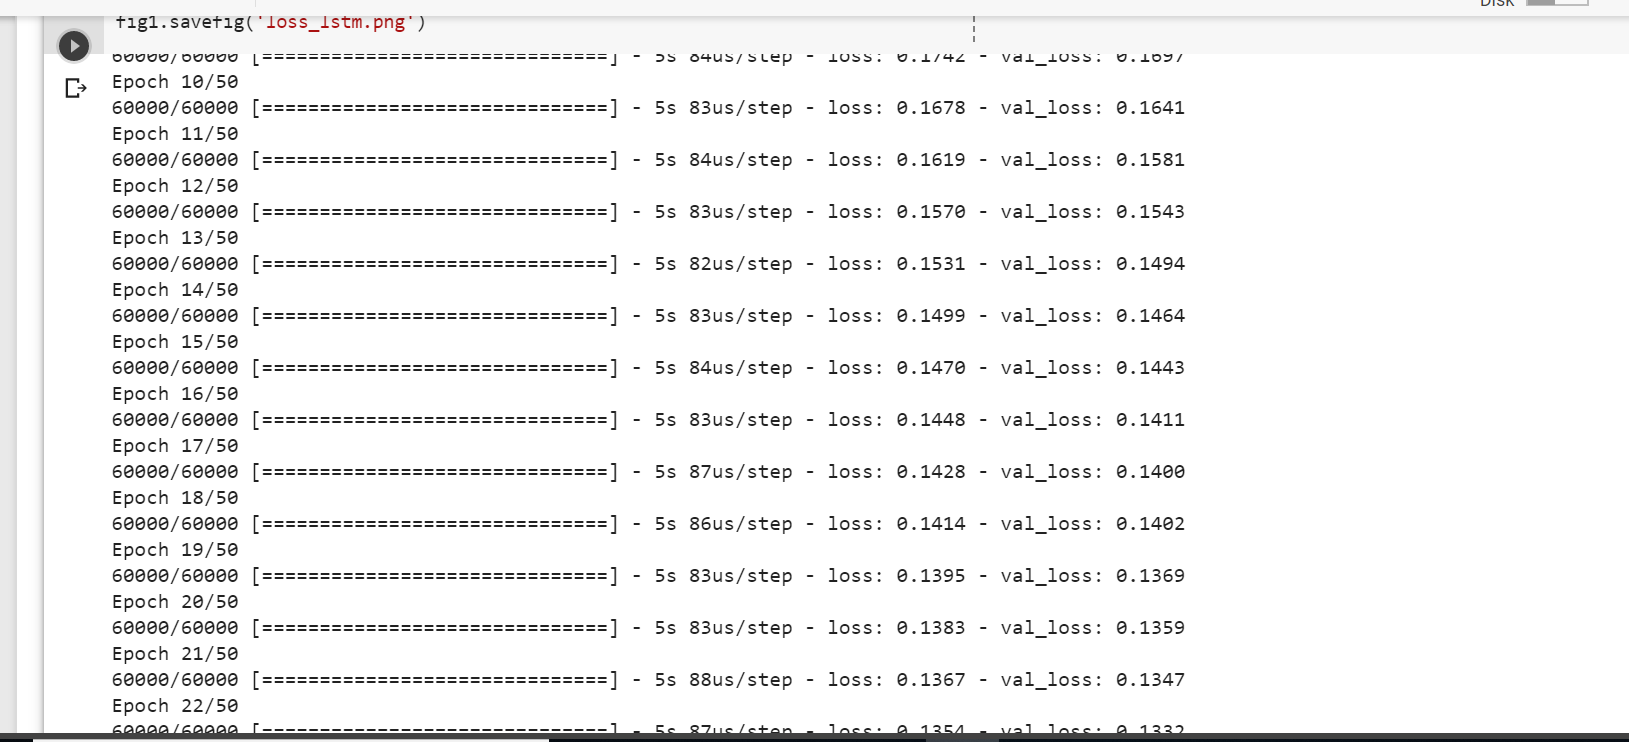 Disk
fig1.savefig('loss_lstm.png')
60000/60000 [==============================] - 5s 84us/step - loss: 0.1742 - val_loss: 0.1697
Epoch 10/50
60000/60000 [==============================] - 5s 83us/step - loss: 0.1678 - val_loss: 0.1641
Epoch 11/50
60000/60000 [==============================] - 5s 84us/step - loss: 0.1619 - val_loss: 0.1581
Epoch 12/50
60000/60000 [==============================] - 5s 83us/step - loss: 0.1570 - val_loss: 0.1543
Epoch 13/50
60000/60000 [==============================] - 5s 82us/step - loss: 0.1531 - val_loss: 0.1494
Epoch 14/50
60000/60000 [==============================] - 5s 83us/step - loss: 0.1499 - val_loss: 0.1464
Epoch 15/50
60000/60000 [==============================] - 5s 84us/step - loss: 0.1470 - val_loss: 0.1443
Epoch 16/50
60000/60000 [==============================] - 5s 83us/step - loss: 0.1448 - val_loss: 0.1411
Epoch 17/50
60000/60000 [==============================] - 5s 87us/step - loss: 0.1428 - val_loss: 0.1400
Epoch 18/50
60000/60000 [==============================] - 5s 86us/step - loss: 0.1414 - val_loss: 0.1402
Epoch 19/50
60000/60000 [==============================] - 5s 83us/step - loss: 0.1395 - val_loss: 0.1369
Epoch 20/50
60000/60000 [==============================] - 5s 83us/step - loss: 0.1383 - val_loss: 0.1359
Epoch 21/50
60000/60000 [==============================] - 5s 88us/step - loss: 0.1367 - val_loss: 0.1347
Epoch 22/50
60000/60000 [==============================] - 5s 87us/step - loss: 0.1354 - val_loss: 0.1332